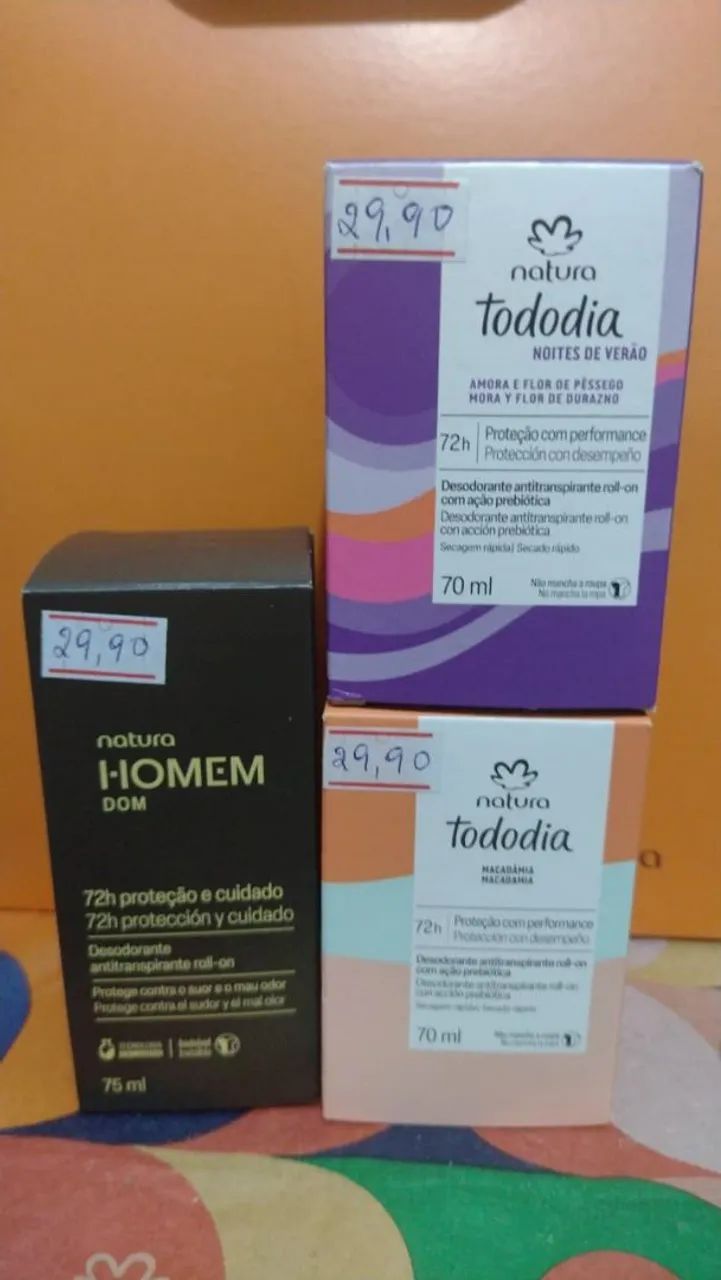 29,90
natura
tododia
NOITES DE VERÃO
AMORA E FLOR DE PÊSSEGO
MORA Y FLOR DE DURAZNO
72h
Proteção com performance
Protección con desempeño
Desodorante antitranspirante roll-on
com ação prebiótica
Desodorante antitranspirante roll-on
con acción prebiótica
Secagem rápida| Secado rápido
70 ml
Não mancha a roupa
No mancha la ropa
29,90
natura
HOMEM
DOM
72h proteção e cuidado
72h protección y cuidado
Desodorante
antitranspirante roll-on
Protege contra o suor e o mau odor
Protege contra el sudor y el mal olor
75 ml
29,90
natura
tododia
MACADÂMIA
MACADAMIA
72h
Proteção com performance
Protección con desempeño
Desodorante antitranspirante roll-on
com ação prebiótica
Desodorante antitranspirante roll-on
con acción prebiótica
70 ml
a